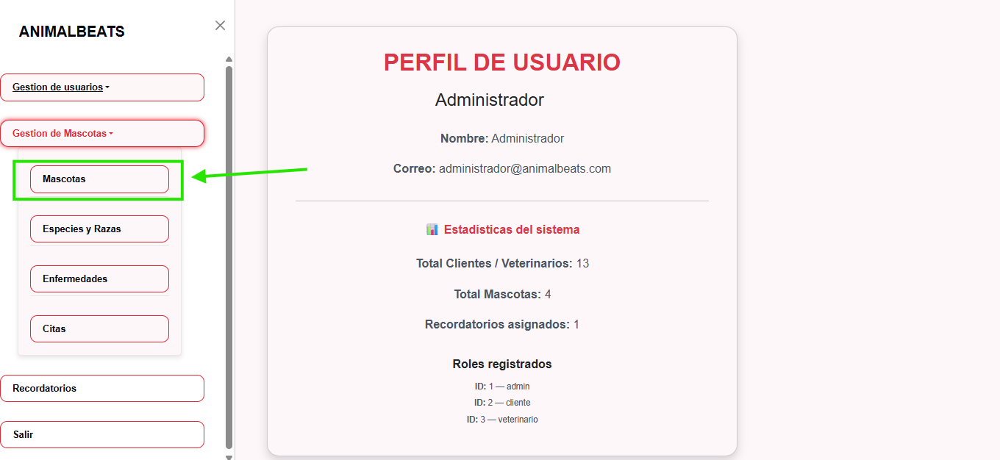 ANIMALBEATS
Gestion de usuarios
Gestion de Mascotas
Mascotas
Especies y Razas
Enfermedades
Citas
Recordatorios
Salir
PERFIL DE USUARIO
Administrador
Nombre: Administrador
Correo: administrador@animalbeats.com
Estadísticas del sistema
Total Clientes / Veterinarios: 13
Total Mascotas: 4
Recordatorios asignados: 1
Roles registrados
ID: 1 — admin
ID: 2 — cliente
ID: 3 — veterinario